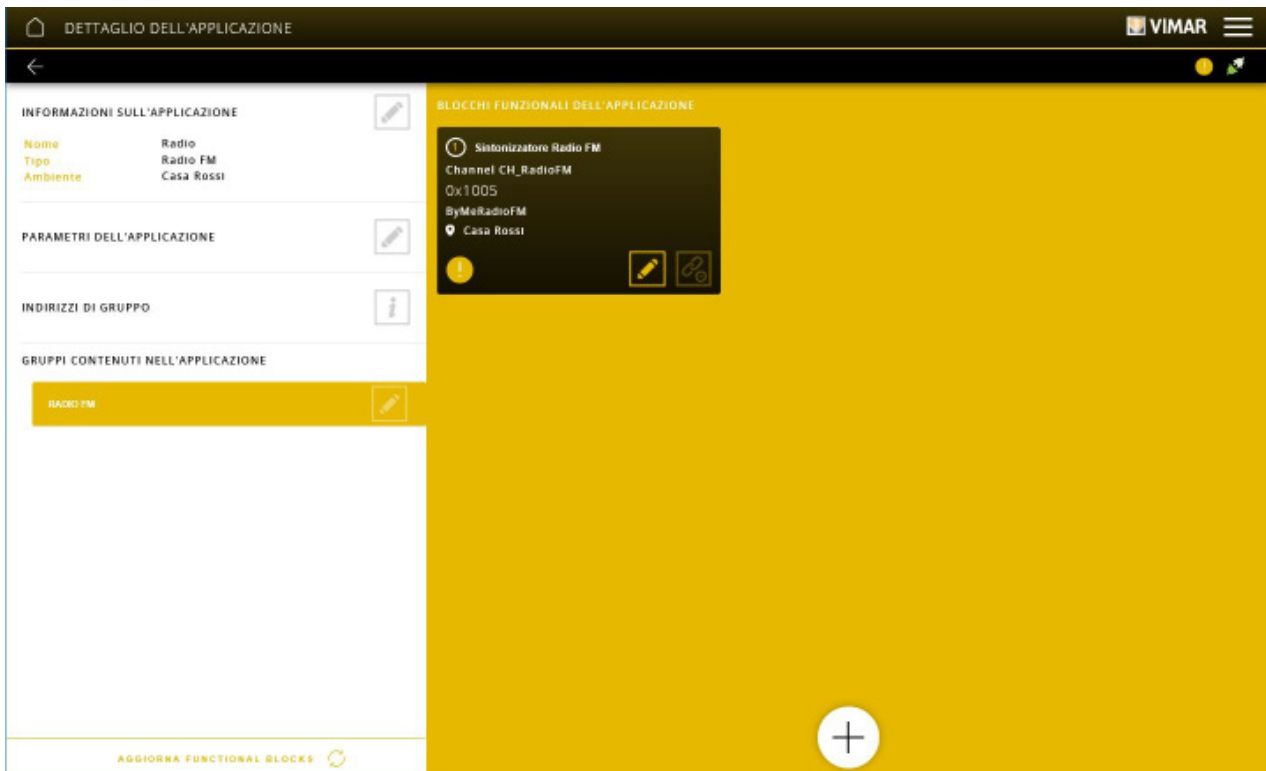 DETTAGLIO DELL'APPLICAZIONE
VIMAR
INFORMAZIONI SULL'APPLICAZIONE
Nome Radio
Tipo Radio FM
Ambiente Casa Rossi
PARAMETRI DELL'APPLICAZIONE
INDIRIZZI DI GRUPPO
GRUPPI CONTENUTI NELL'APPLICAZIONE
RADIO FM
AGGIORNA FUNCTIONAL BLOCKS
BLOCCHI FUNZIONALI DELL'APPLICAZIONE
1 Sintonizzatore Radio FM
Channel CH_RadioFM
0x1005
ByMeRadioFM
Casa Rossi